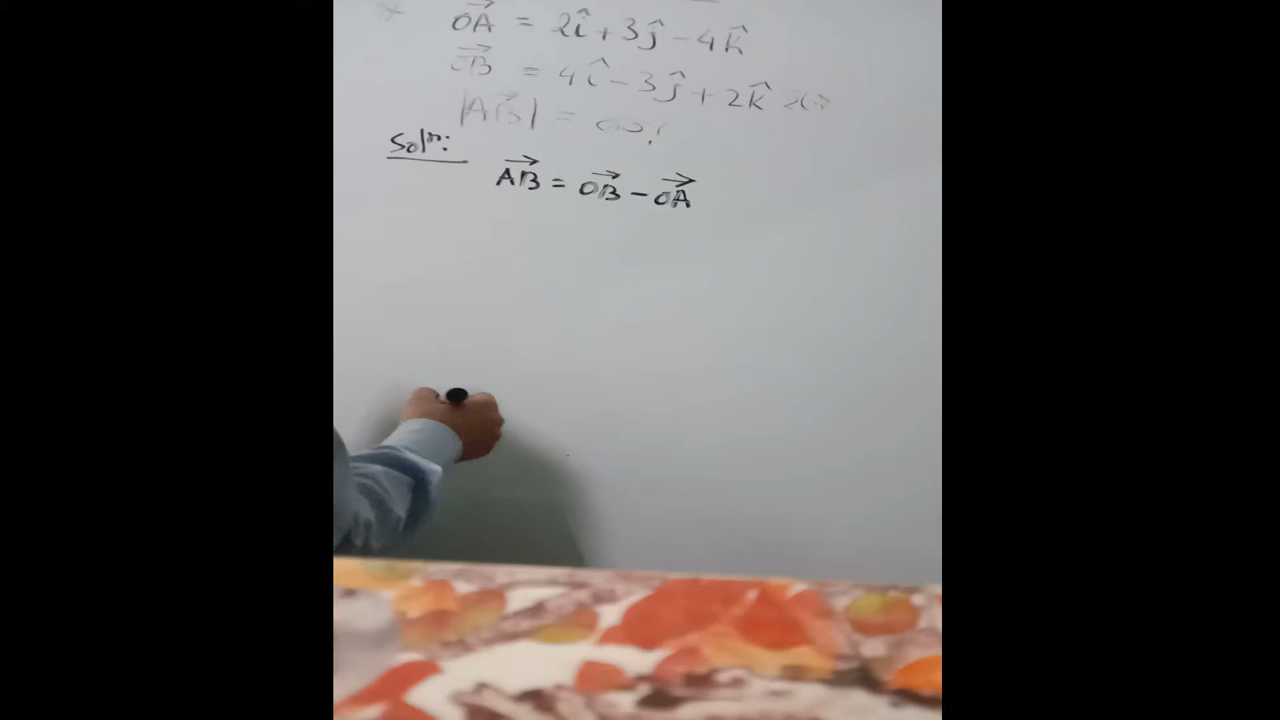 * OA⃗ = 2î + 3ĵ - 4k̂
OB⃗ = 4î - 3ĵ + 2k̂
|AB⃗| =
Solⁿ:
AB⃗ = OB⃗ - OA⃗